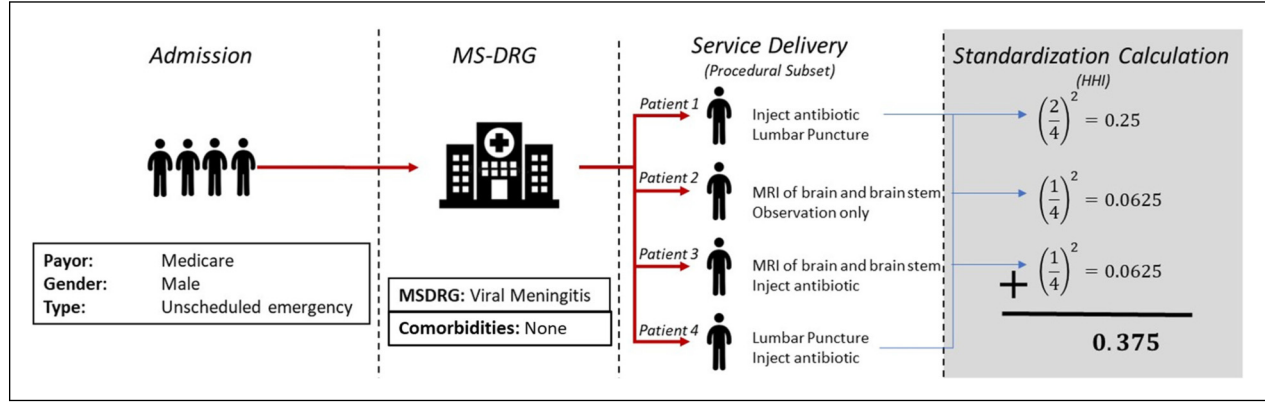 Admission
Payor: Medicare
Gender: Male
Type: Unscheduled emergency
MS-DRG
MSDRG: Viral Meningitis
Comorbidities: None
Service Delivery
(Procedural Subset)
Patient 1
Inject antibiotic
Lumbar Puncture
Patient 2
MRI of brain and brain stem
Observation only
Patient 3
MRI of brain and brain stem
Inject antibiotic
Patient 4
Lumbar Puncture
Inject antibiotic
Standardization Calculation
(HHI)
(2/4)² = 0.25
(1/4)² = 0.0625
+ (1/4)² = 0.0625
0.375